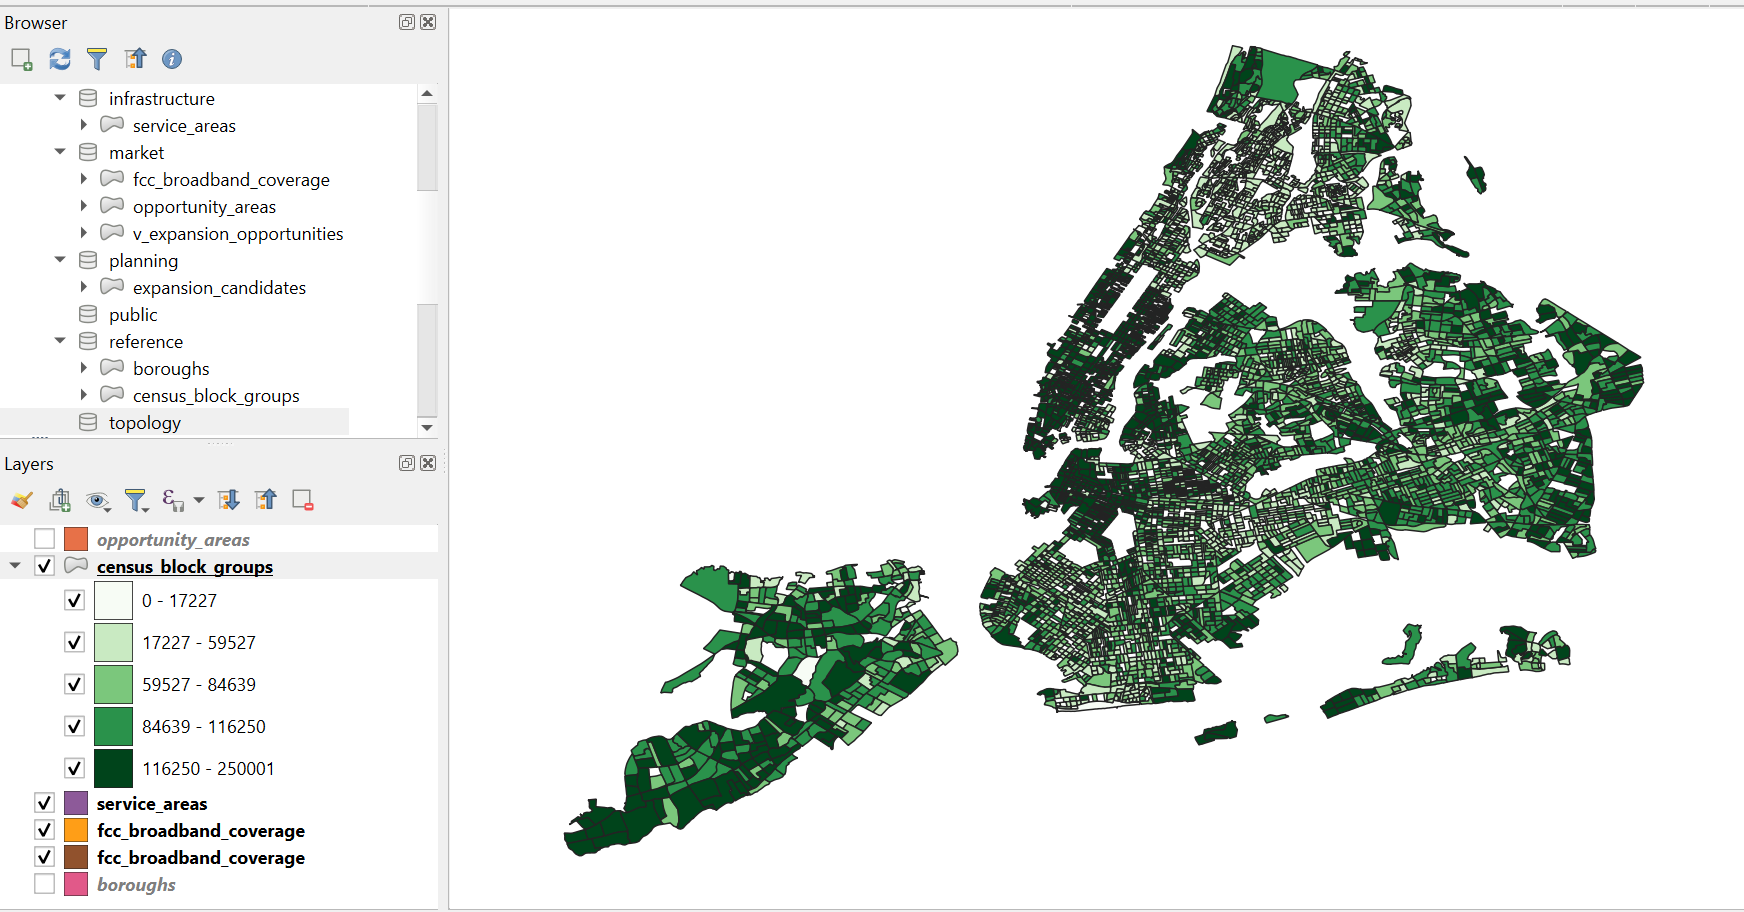 Browser
infrastructure
service_areas
market
fcc_broadband_coverage
opportunity_areas
v_expansion_opportunities
planning
expansion_candidates
public
reference
boroughs
census_block_groups
topology
Layers
opportunity_areas
census_block_groups
0 - 17227
17227 - 59527
59527 - 84639
84639 - 116250
116250 - 250001
service_areas
fcc_broadband_coverage
fcc_broadband_coverage
boroughs